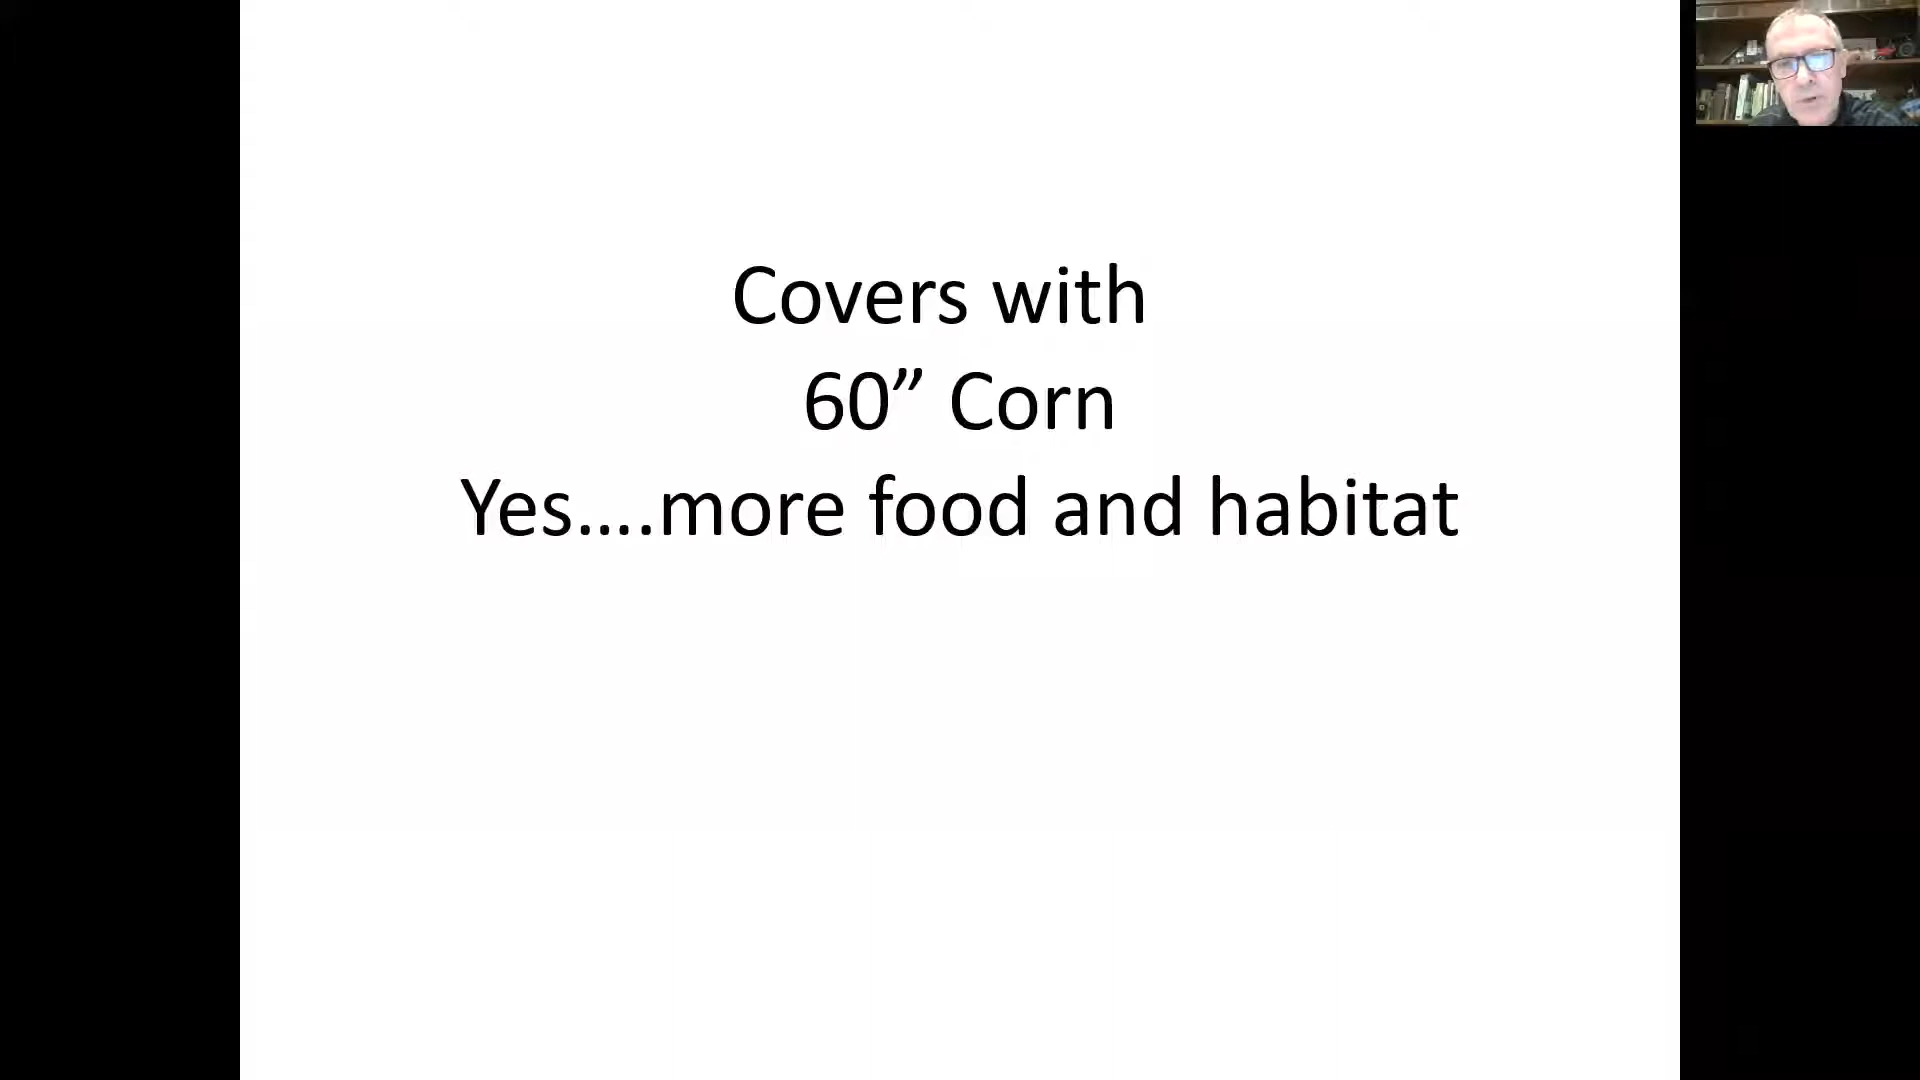 Covers with
60” Corn
Yes….more food and habitat